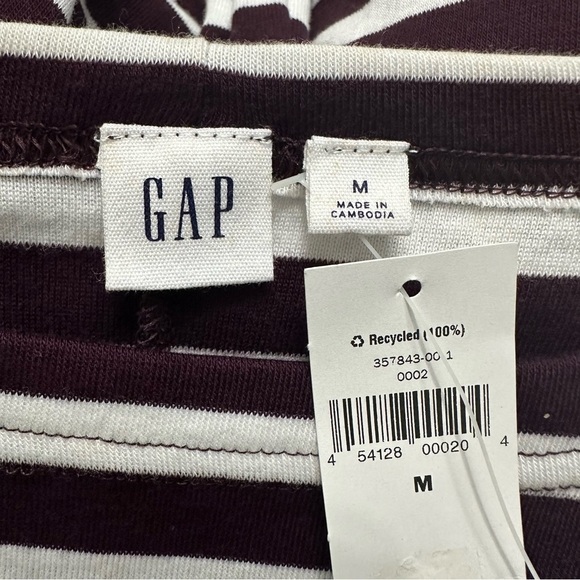 GAP
M
MADE IN
CAMBODIA
♻ Recycled (100%)
357843-00-1
0002
4 54128 00020 4
M